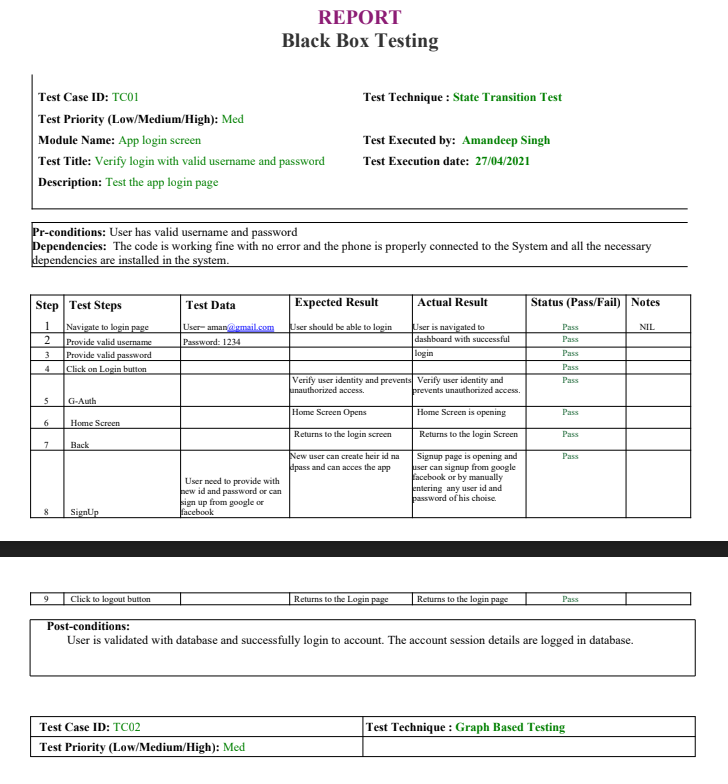 REPORT
Black Box Testing
Test Case ID: TC01
Test Technique : State Transition Test
Test Priority (Low/Medium/High): Med
Module Name: App login screen
Test Executed by: Amandeep Singh
Test Title: Verify login with valid username and password
Test Execution date: 27/04/2021
Description: Test the app login page
Pr-conditions: User has valid username and password
Dependencies: The code is working fine with no error and the phone is properly connected to the System and all the necessary
dependencies are installed in the system.
Step Test Steps Test Data Expected Result Actual Result Status (Pass/Fail) Notes
1 Navigate to login page User= aman@gmail.com User should be able to login User is navigated to Pass NIL
2 Provide valid username Password: 1234 dashboard with successful Pass
3 Provide valid password login Pass
4 Click on Login button Pass
Verify user identity and prevents Verify user identity and Pass
unauthorized access. prevents unauthorized access.
5 G-Auth
Home Screen Opens Home Screen is opening Pass
6 Home Screen
Returns to the login screen Returns to the login Screen Pass
7 Back
New user can create heir id na Signup page is opening and Pass
dpass and can acces the app user can signup from google
facebook or by manually
User need to provide with entering any user id and
new id and password or can password of his choise.
sign up from google or
8 SignUp facebook
9 Click to logout button Returns to the Login page Returns to the login page Pass
Post-conditions:
User is validated with database and successfully login to account. The account session details are logged in database.
Test Case ID: TC02 Test Technique : Graph Based Testing
Test Priority (Low/Medium/High): Med